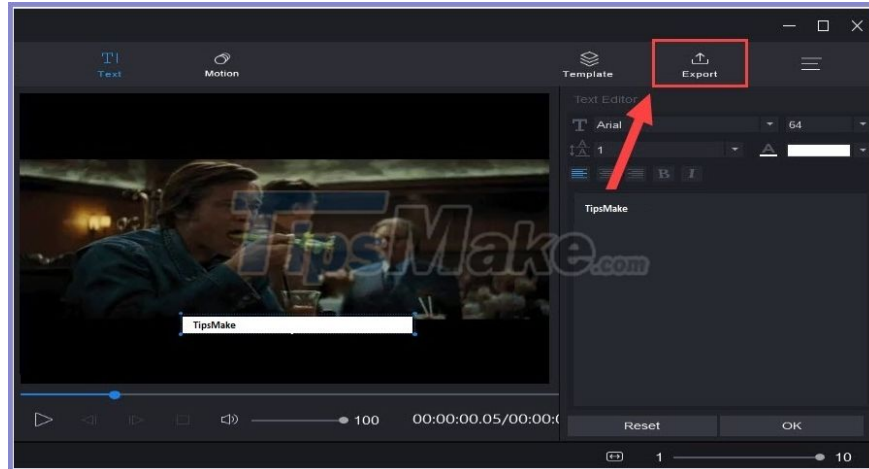 Text
Motion
Template
Export
Text Editor
Arial
64
1
B I
TipsMake
TipsMake.com
TipsMake
100
00:00:00.05/00:00:0
Reset
OK
1
10